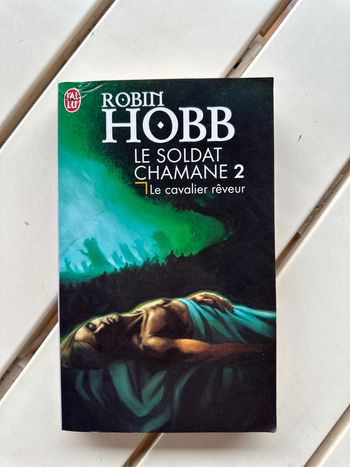 J'AI
LU
ROBIN
HOBB
LE SOLDAT
CHAMANE 2
Le cavalier rêveur